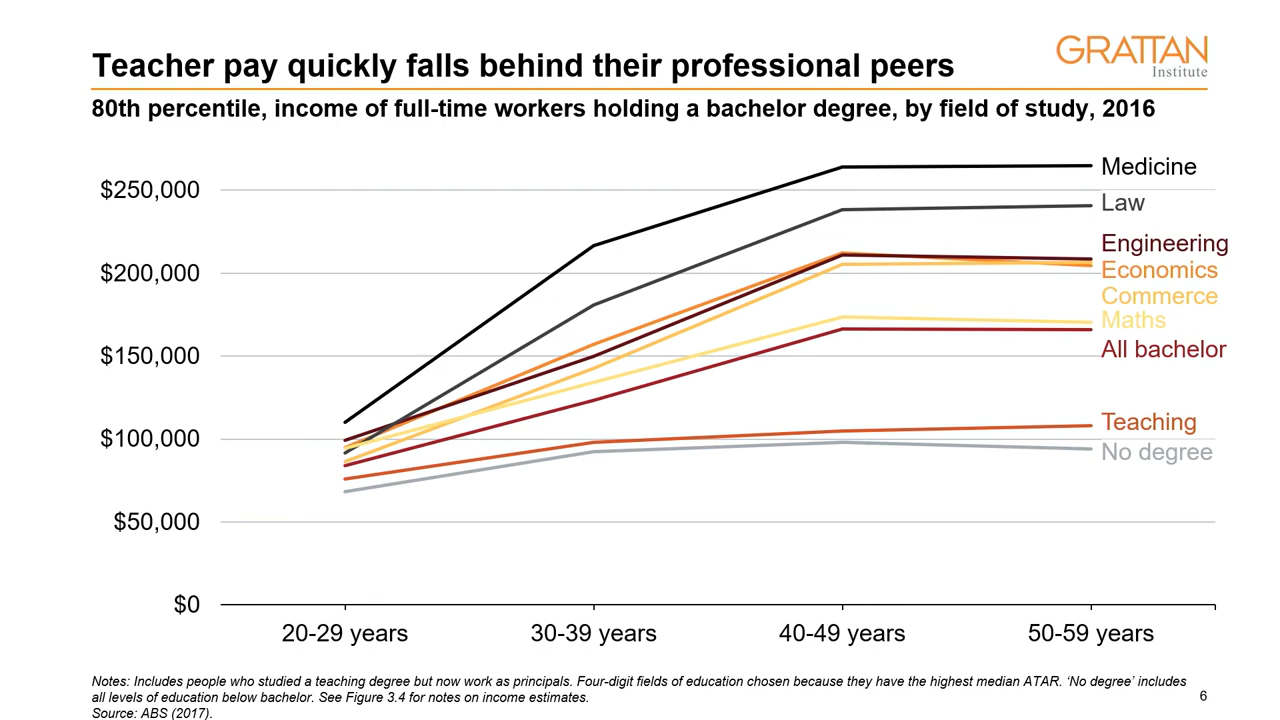 Teacher pay quickly falls behind their professional peers
GRATTAN
Institute
80th percentile, income of full-time workers holding a bachelor degree, by field of study, 2016
Medicine
$250,000
Law
Engineering
$200,000
Economics
Commerce
Maths
$150,000
All bachelor
Teaching
$100,000
No degree
$50,000
$0
20-29 years
30-39 years
40-49 years
50-59 years
Notes: Includes people who studied a teaching degree but now work as principals. Four-digit fields of education chosen because they have the highest median ATAR. ‘No degree’ includes
all levels of education below bachelor. See Figure 3.4 for notes on income estimates.
Source: ABS (2017).
6